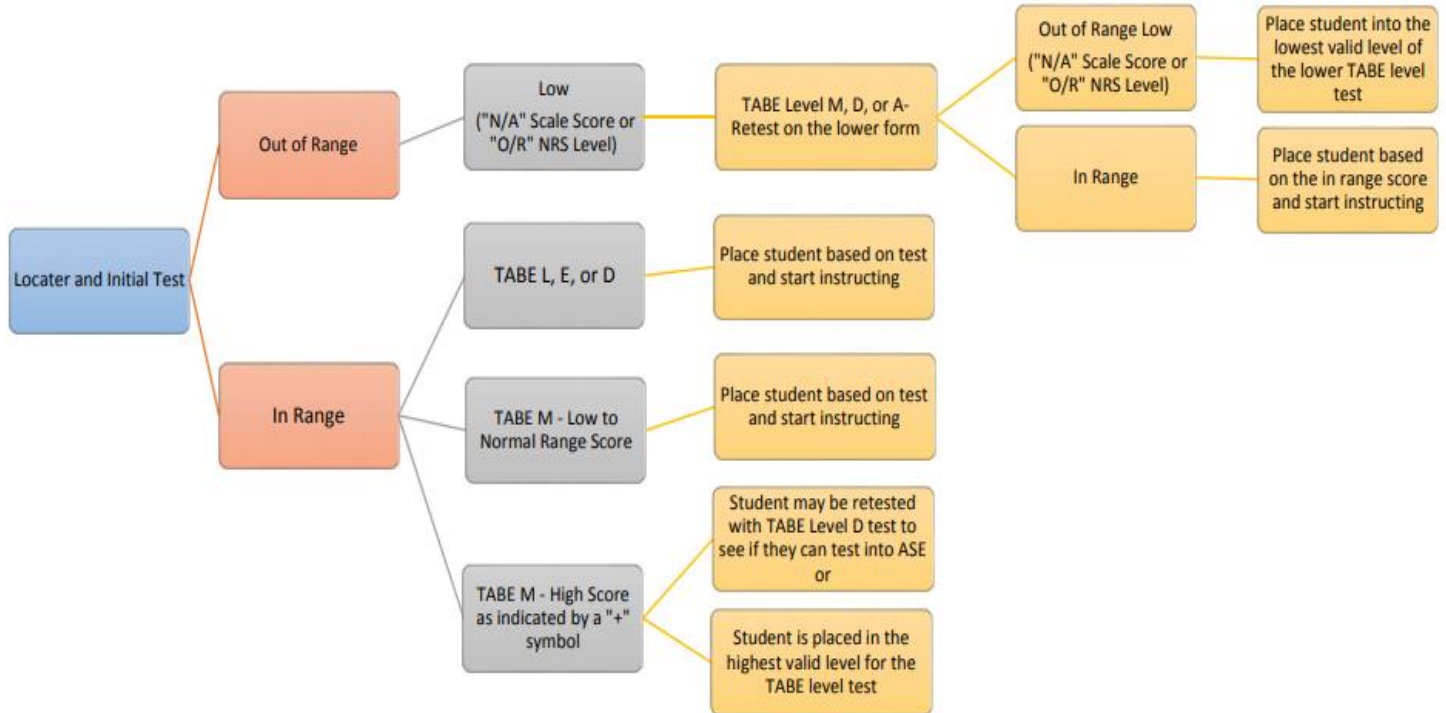 Locater and Initial Test
Out of Range
Low
("N/A" Scale Score or
"O/R" NRS Level)
TABE Level M, D, or A-
Retest on the lower form
Out of Range Low
("N/A" Scale Score or
"O/R" NRS Level)
Place student into the
lowest valid level of
the lower TABE level
test
In Range
Place student based
on the in range score
and start instructing
In Range
TABE L, E, or D
Place student based on test
and start instructing
TABE M - Low to
Normal Range Score
Place student based on test
and start instructing
TABE M - High Score
as indicated by a "+"
symbol
Student may be retested
with TABE Level D test to
see if they can test into ASE
or
Student is placed in the
highest valid level for the
TABE level test